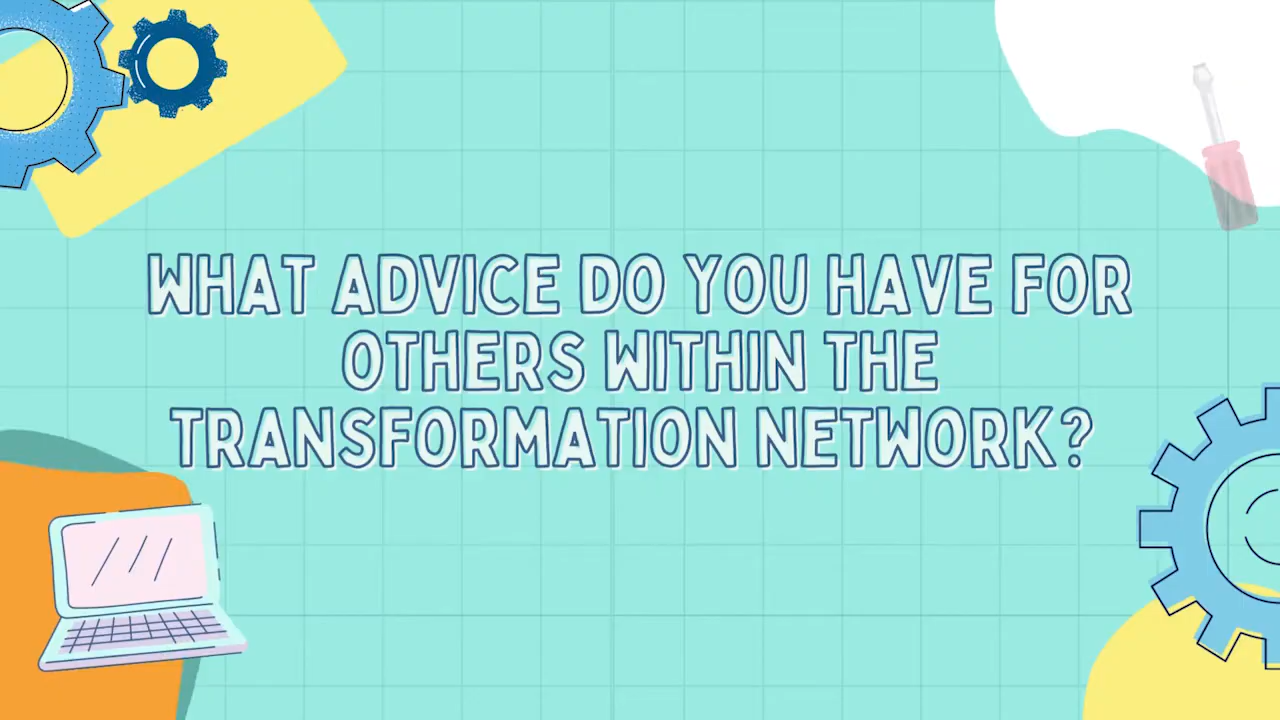 WHAT ADVICE DO YOU HAVE FOR
OTHERS WITHIN THE
TRANSFORMATION NETWORK?